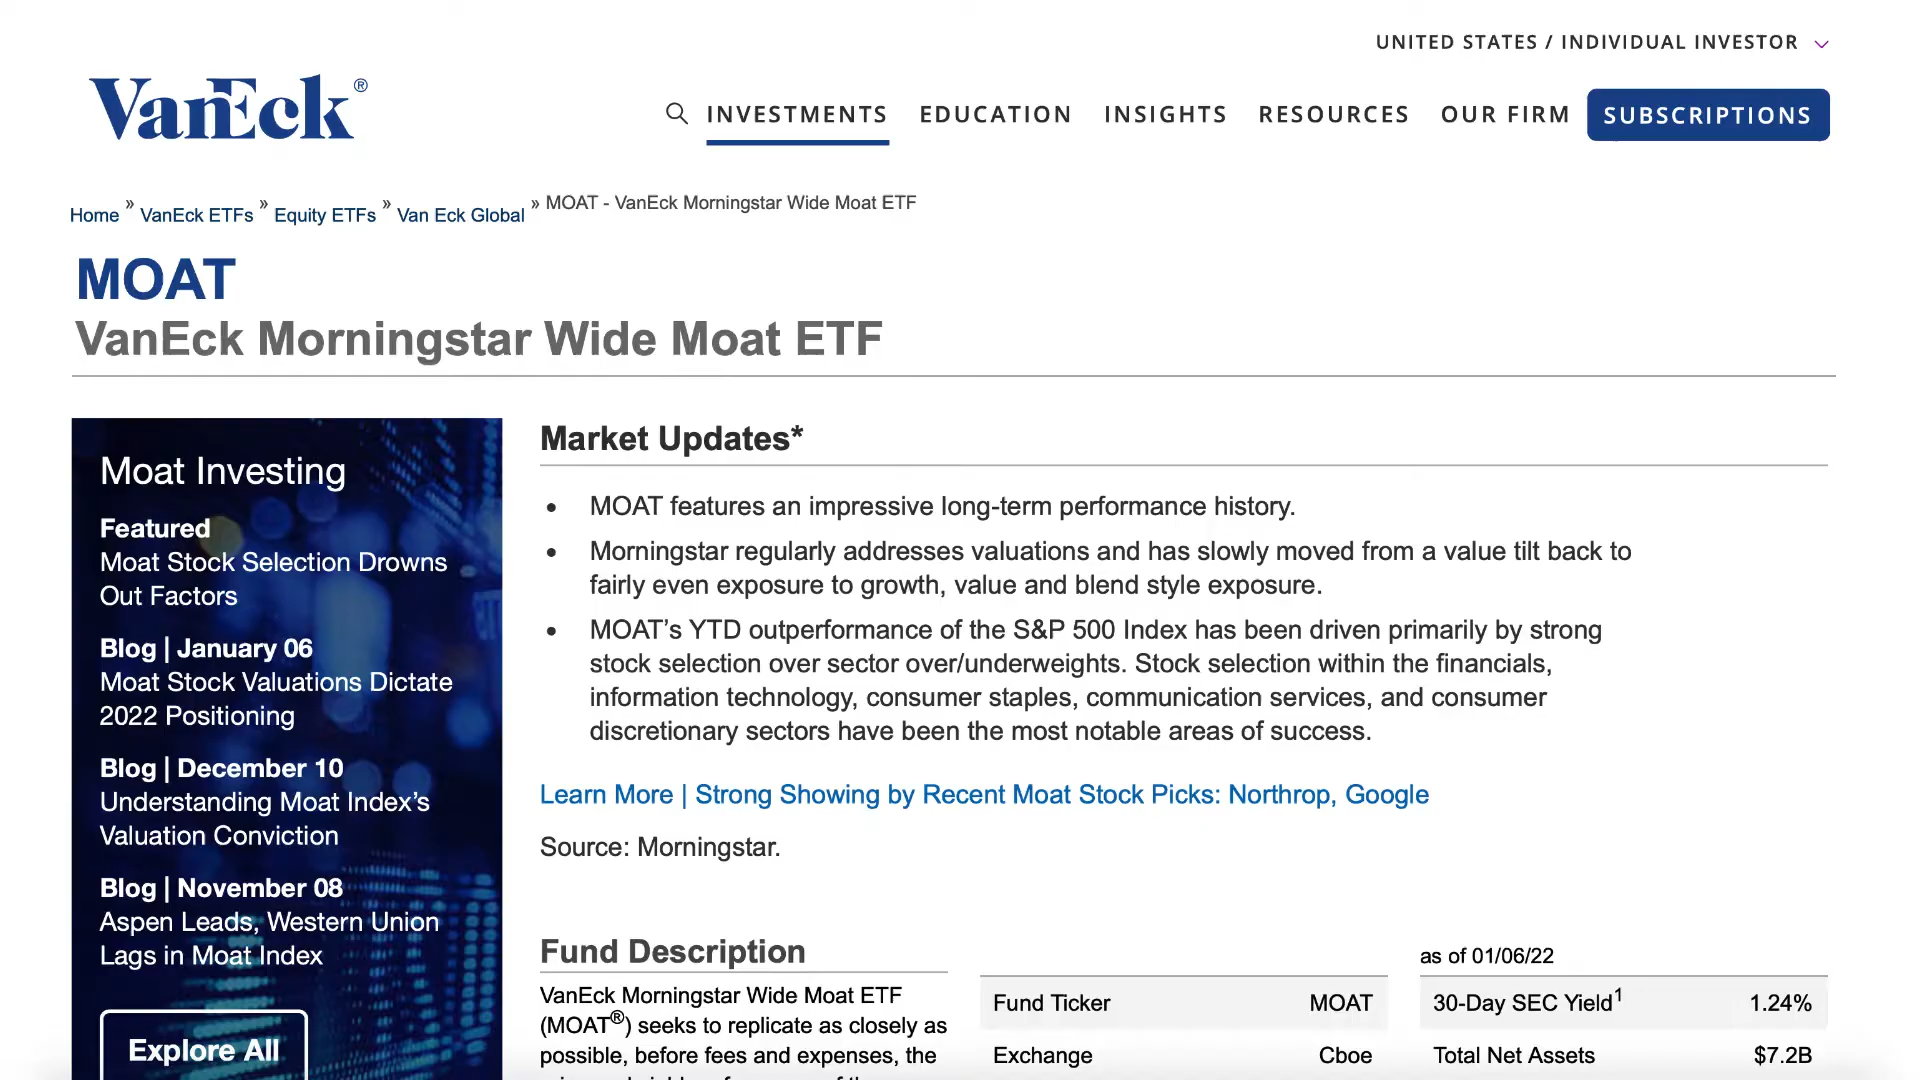 UNITED STATES / INDIVIDUAL INVESTOR
VanEck®
INVESTMENTS EDUCATION INSIGHTS RESOURCES OUR FIRM SUBSCRIPTIONS
Home » VanEck ETFs » Equity ETFs » Van Eck Global » MOAT - VanEck Morningstar Wide Moat ETF
MOAT
VanEck Morningstar Wide Moat ETF
Moat Investing
Featured
Moat Stock Selection Drowns
Out Factors
Blog | January 06
Moat Stock Valuations Dictate
2022 Positioning
Blog | December 10
Understanding Moat Index’s
Valuation Conviction
Blog | November 08
Aspen Leads, Western Union
Lags in Moat Index
Explore All
Market Updates*
• MOAT features an impressive long-term performance history.
• Morningstar regularly addresses valuations and has slowly moved from a value tilt back to
fairly even exposure to growth, value and blend style exposure.
• MOAT’s YTD outperformance of the S&P 500 Index has been driven primarily by strong
stock selection over sector over/underweights. Stock selection within the financials,
information technology, consumer staples, communication services, and consumer
discretionary sectors have been the most notable areas of success.
Learn More | Strong Showing by Recent Moat Stock Picks: Northrop, Google
Source: Morningstar.
Fund Description
VanEck Morningstar Wide Moat ETF
(MOAT®) seeks to replicate as closely as
possible, before fees and expenses, the
Fund Ticker MOAT
Exchange Cboe
as of 01/06/22
30-Day SEC Yield1 1.24%
Total Net Assets $7.2B